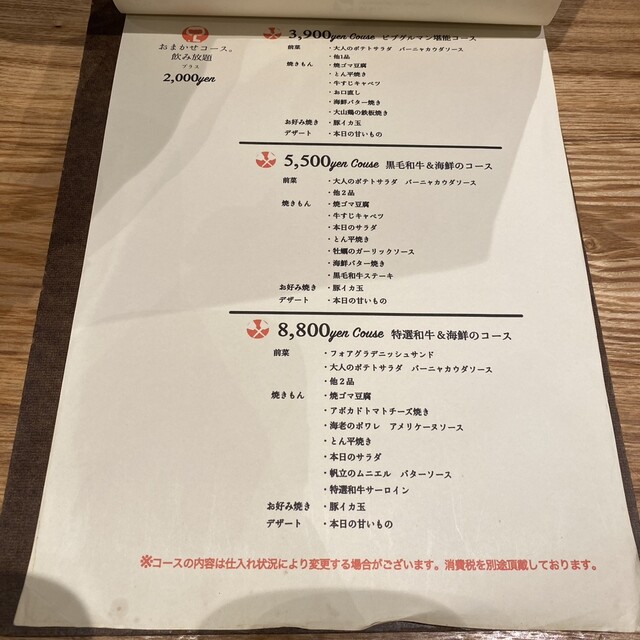 おまかせコース。
飲み放題
プラス
2,000yen
3,900yen Couse ビブグルマン堪能コース
前菜 ・大人のポテトサラダ バーニャカウダソース
・他1品
焼きもん ・焼ゴマ豆腐
・とん平焼き
・牛すじキャベツ
・お口直し
・海鮮バター焼き
・大山鶏の鉄板焼き
お好み焼き ・豚イカ玉
デザート ・本日の甘いもの
5,500yen Couse 黒毛和牛&海鮮のコース
前菜 ・大人のポテトサラダ バーニャカウダソース
・他２品
焼きもん ・焼ゴマ豆腐
・牛すじキャベツ
・本日のサラダ
・とん平焼き
・牡蠣のガーリックソース
・海鮮バター焼き
・黒毛和牛ステーキ
お好み焼き ・豚イカ玉
デザート ・本日の甘いもの
8,800yen Couse 特選和牛&海鮮のコース
前菜 ・フォアグラデニッシュサンド
・大人のポテトサラダ バーニャカウダソース
・他２品
焼きもん ・焼ゴマ豆腐
・アボカドトマトチーズ焼き
・海老のポワレ アメリケーヌソース
・とん平焼き
・本日のサラダ
・帆立のムニエル バターソース
・特選和牛サーロイン
お好み焼き ・豚イカ玉
デザート ・本日の甘いもの
※コースの内容は仕入れ状況により変更する場合がございます。消費税を別途頂戴しております。